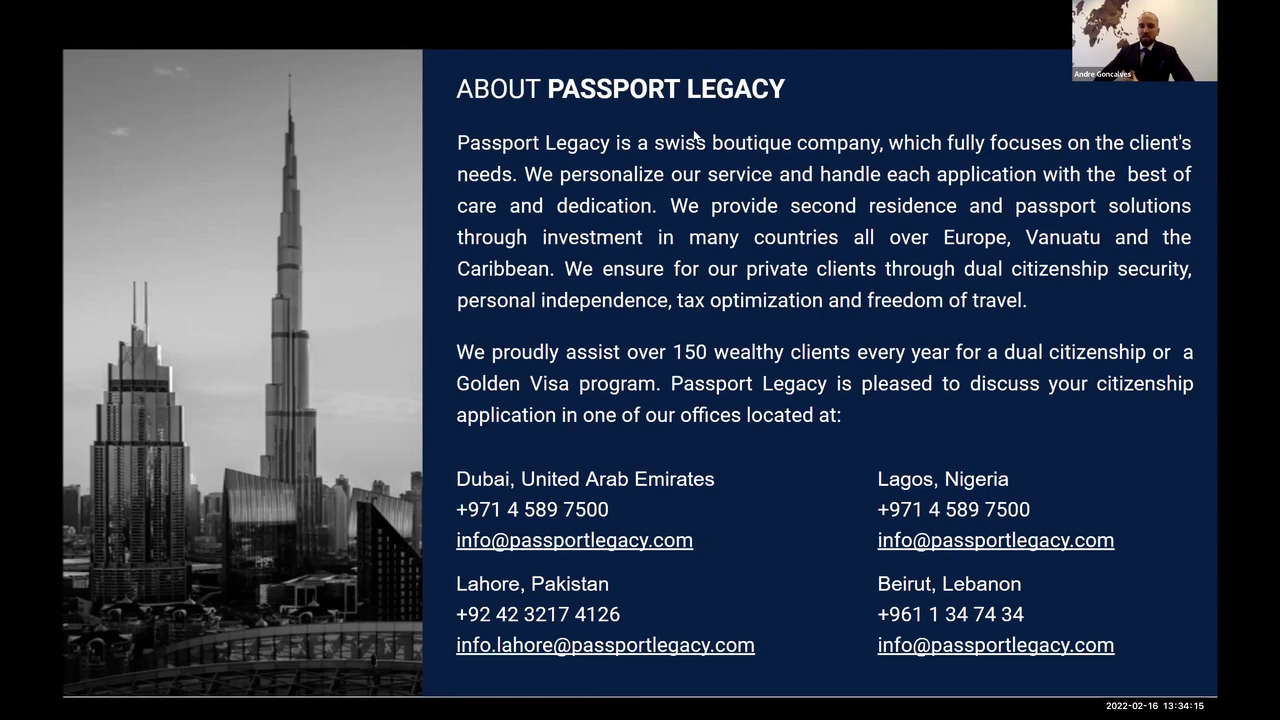 ABOUT PASSPORT LEGACY
Andre Goncalves
Passport Legacy is a swiss boutique company, which fully focuses on the client's
needs. We personalize our service and handle each application with the best of
care and dedication. We provide second residence and passport solutions
through investment in many countries all over Europe, Vanuatu and the
Caribbean. We ensure for our private clients through dual citizenship security,
personal independence, tax optimization and freedom of travel.
We proudly assist over 150 wealthy clients every year for a dual citizenship or a
Golden Visa program. Passport Legacy is pleased to discuss your citizenship
application in one of our offices located at:
Dubai, United Arab Emirates
+971 4 589 7500
info@passportlegacy.com
Lagos, Nigeria
+971 4 589 7500
info@passportlegacy.com
Lahore, Pakistan
+92 42 3217 4126
info.lahore@passportlegacy.com
Beirut, Lebanon
+961 1 34 74 34
info@passportlegacy.com
2022-02-16 13:34:15